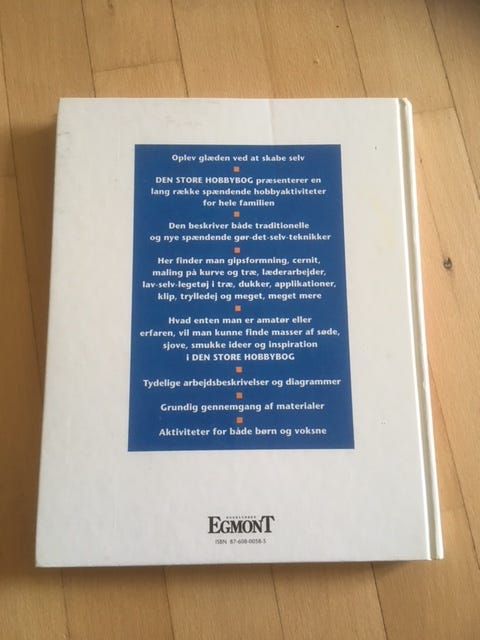 Oplev glæden ved at skabe selv
DEN STORE HOBBYBOG præsenterer en
lang række spændende hobbyaktiviteter
for hele familien
Den beskriver både traditionelle
og nye spændende gør-det-selv-teknikker
Her finder man gipsformning, cernit,
maling på kurve og træ, læderarbejder,
lav-selv-legetøj i træ, dukker, applikationer,
klip, trylledej og meget, meget mere
Hvad enten man er amatør eller
erfaren, vil man kunne finde masser af søde,
sjove, smukke ideer og inspiration
i DEN STORE HOBBYBOG
Tydelige arbejdsbeskrivelser og diagrammer
Grundig gennemgang af materialer
Aktiviteter for både børn og voksne
EGMONT
ISBN 87-608-0058-5